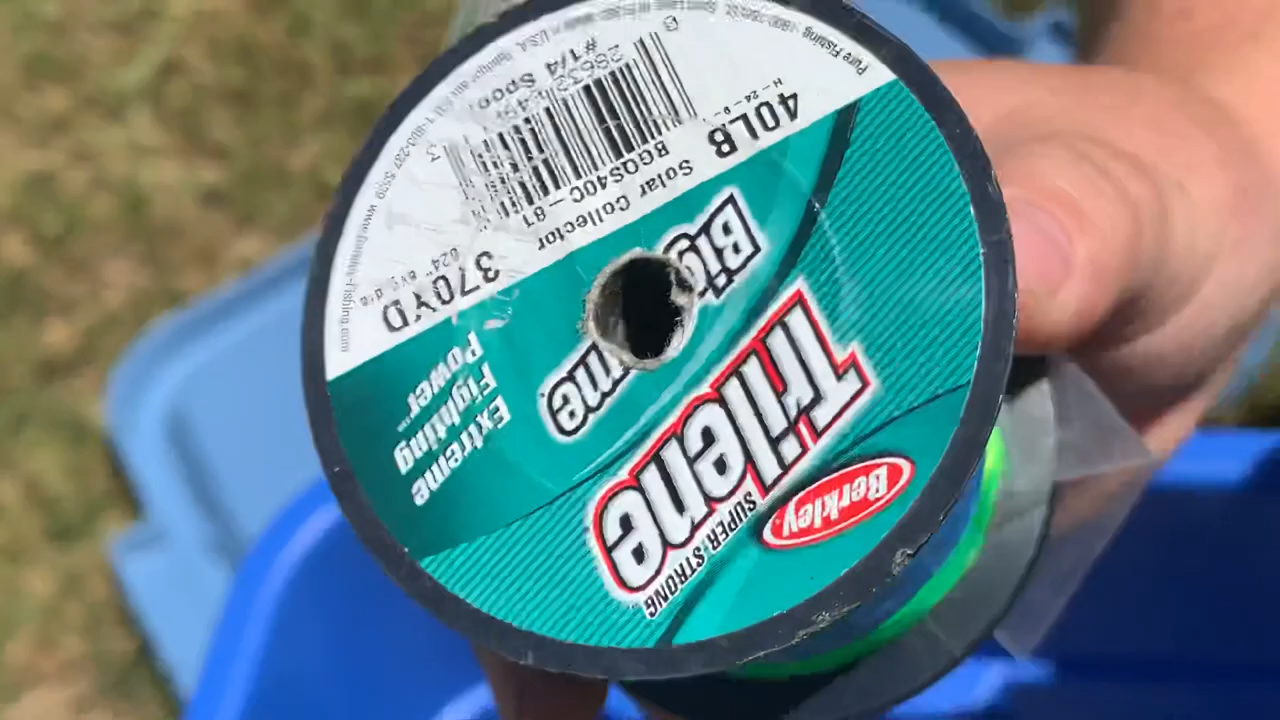 Berkley
SUPER STRONG
Trilene
Big
me
Extreme
Fighting
Power
370YD
40LB
Solar Collector
BGQS40C-81
#1/4 Spool
Pure Fishing